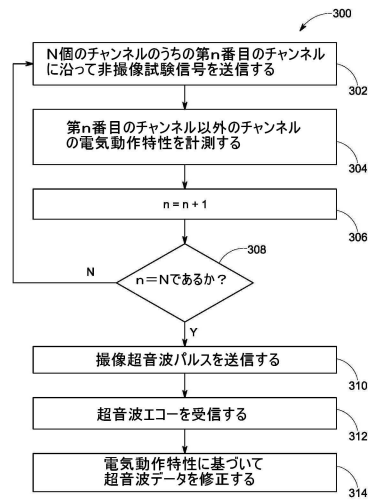 300
N個のチャンネルのうちの第n番目のチャンネル
に沿って非撮像試験信号を送信する
302
第n番目のチャンネル以外のチャンネル
の電気動作特性を計測する
304
n = n + 1
306
308
n=Nであるか？
N
Y
撮像超音波パルスを送信する
310
超音波エコーを受信する
312
電気動作特性に基づいて
超音波データを修正する
314